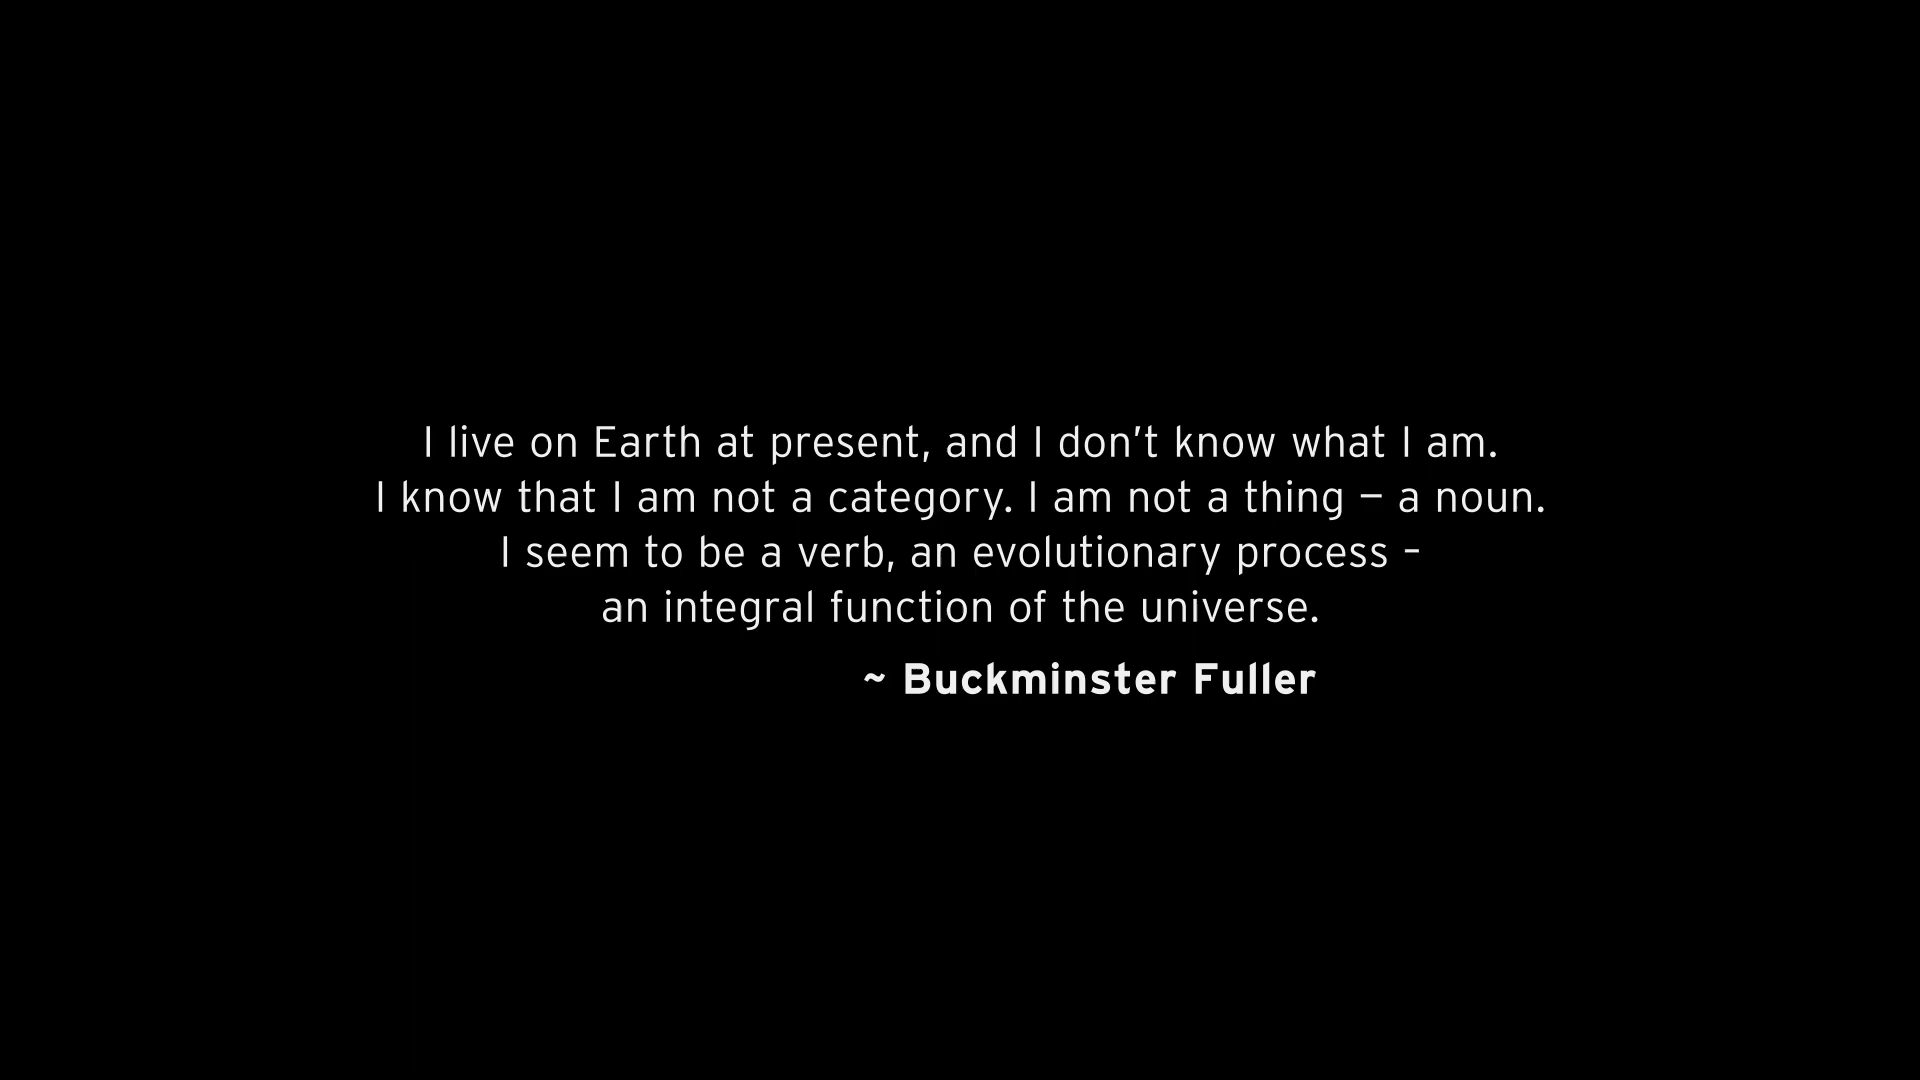 I live on Earth at present, and I don’t know what I am.
I know that I am not a category. I am not a thing — a noun.
I seem to be a verb, an evolutionary process –
an integral function of the universe.
~ Buckminster Fuller